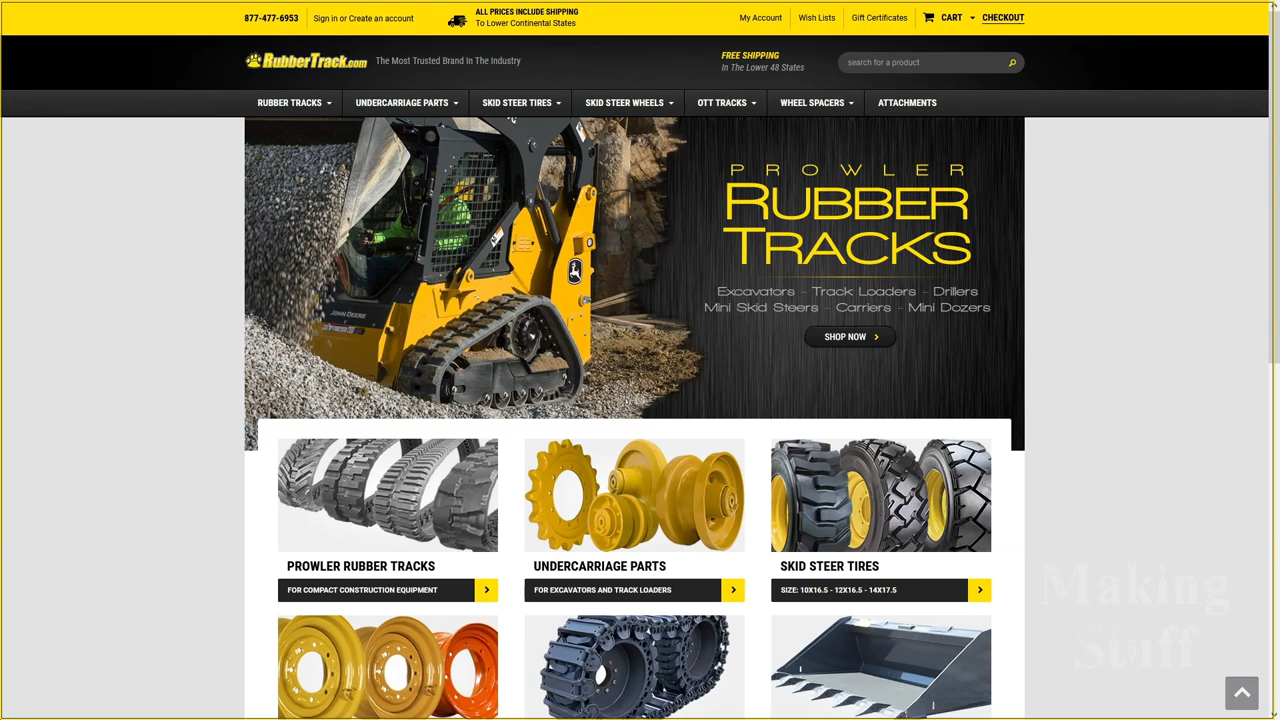 877-477-6953
Sign in or Create an account
ALL PRICES INCLUDE SHIPPING
To Lower Continental States
My Account
Wish Lists
Gift Certificates
CART
CHECKOUT
RubberTrack.com
The Most Trusted Brand In The Industry
FREE SHIPPING
In The Lower 48 States
search for a product
RUBBER TRACKS
UNDERCARRIAGE PARTS
SKID STEER TIRES
SKID STEER WHEELS
OTT TRACKS
WHEEL SPACERS
ATTACHMENTS
PROWLER
RUBBER
TRACKS
Excavators - Track Loaders - Drillers
Mini Skid Steers - Carriers - Mini Dozers
SHOP NOW
JOHN DEERE
PROWLER RUBBER TRACKS
FOR COMPACT CONSTRUCTION EQUIPMENT
UNDERCARRIAGE PARTS
FOR EXCAVATORS AND TRACK LOADERS
SKID STEER TIRES
SIZE: 10X16.5 - 12X16.5 - 14X17.5
Making
Stuff